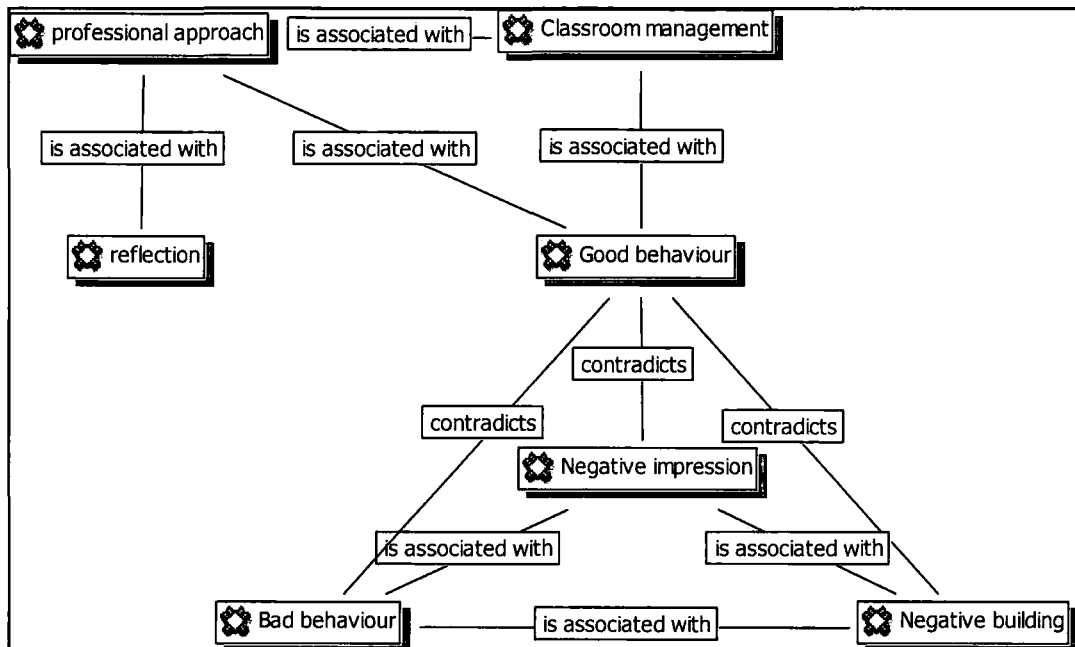 professional approach
is associated with
Classroom management
is associated with
is associated with
is associated with
reflection
Good behaviour
contradicts
contradicts
contradicts
Negative impression
is associated with
is associated with
Bad behaviour
is associated with
Negative building